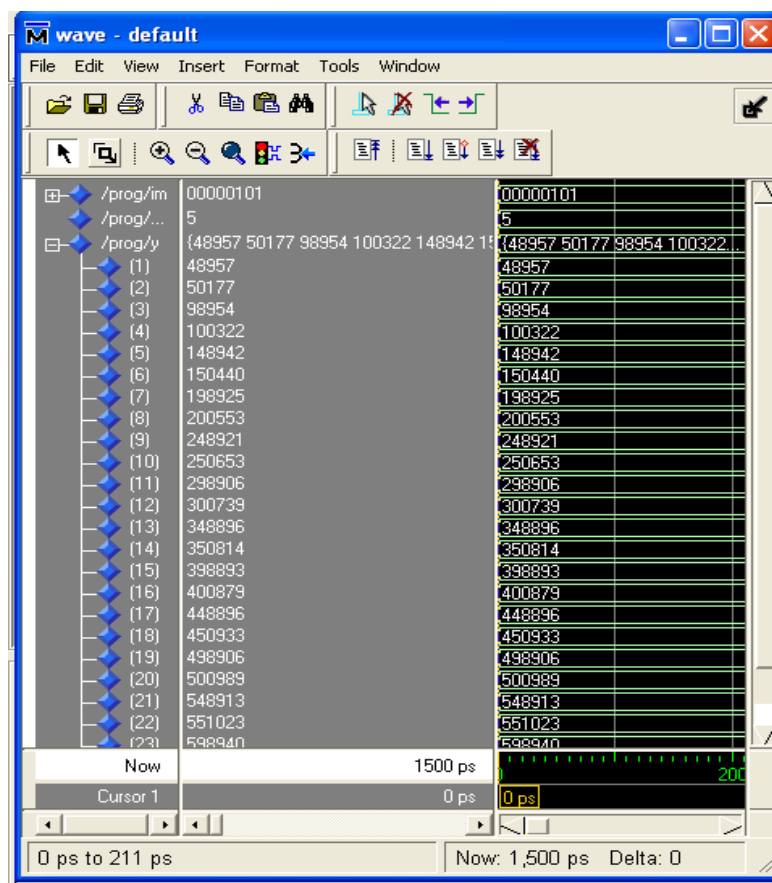 wave - default
File Edit View Insert Format Tools Window
/prog/im 00000101 00000101
/prog/... 5 5
/prog/y {48957 50177 98954 100322 148942 15 {48957 50177 98954 100322...
(1) 48957 48957
(2) 50177 50177
(3) 98954 98954
(4) 100322 100322
(5) 148942 148942
(6) 150440 150440
(7) 198925 198925
(8) 200553 200553
(9) 248921 248921
(10) 250653 250653
(11) 298906 298906
(12) 300739 300739
(13) 348896 348896
(14) 350814 350814
(15) 398893 398893
(16) 400879 400879
(17) 448896 448896
(18) 450933 450933
(19) 498906 498906
(20) 500989 500989
(21) 548913 548913
(22) 551023 551023
(23) 598940 598940
Now 1500 ps 200
Cursor 1 0 ps 0 ps
0 ps to 211 ps Now: 1,500 ps Delta: 0